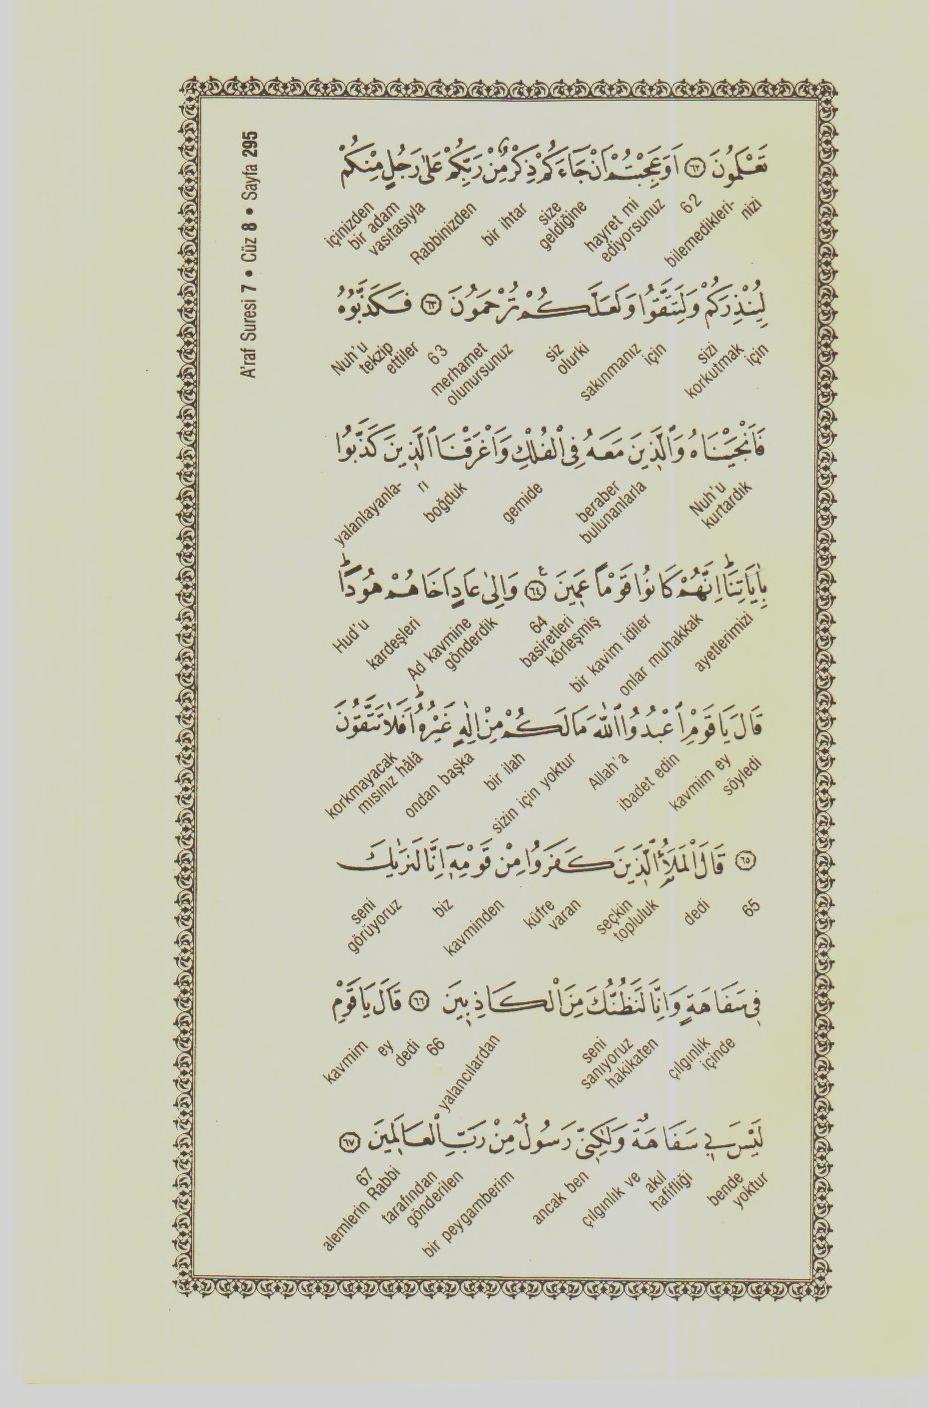 A'raf Suresi 7 • Cüz 8 • Sayfa 295
تَعْلَمُونَ ﴿٦٢﴾ اَوَعَجِبْتُمْ اَنْ جَٓاءَكُمْ ذِكْرٌ مِنْ رَبِّكُمْ عَلٰى رَجُلٍ مِنْكُمْ
bilemedikleri- nizi 62 hayret mi ediyorsunuz size geldiğine bir ihtar Rabbinizden içinizden bir adam vasıtasıyla
لِيُنْذِرَكُمْ وَلِتَتَّقُوا وَلَعَلَّكُمْ تُرْحَمُونَ ﴿٦٣﴾ فَكَذَّبُوهُ
sizi korkutmak için sakınmanız için siz olurki merhamet olunursunuz 63 Nuh'u tekzip ettiler
فَاَنْجَيْنَاهُ وَالَّذِينَ مَعَهُ فِى الْفُلْكِ وَاَغْرَقْنَا الَّذِينَ كَذَّبُوا
Nuh'u kurtardık beraber bulunanlarla gemide boğduk yalanlayanla- rı
بِاٰيَاتِنَا اِنَّهُمْ كَانُوا قَوْمًا عَمِينَ ﴿٦٤﴾ وَاِلٰى عَادٍ اَخَاهُمْ هُودًا
ayetlerimizi onlar muhakkak bir kavim idiler basiretleri körleşmiş 64 Ad kavmine gönderdik kardeşleri Hud'u
قَالَ يَا قَوْمِ اعْبُدُوا اللّٰهَ مَا لَكُمْ مِنْ اِلٰهٍ غَيْرُهُ اَفَلَا تَتَّقُونَ
söyledi kavmim ey ibadet edin Allah'a sizin için yoktur bir ilah ondan başka korkmayacak mısınız hâlâ
﴿٦٥﴾ قَالَ الْمَلَاُ الَّذِينَ كَفَرُوا مِنْ قَوْمِهٓ اِنَّا لَنَرٰيكَ
65 dedi seçkin topluluk küfre varan kavminden biz seni görüyoruz
فِى سَفَاهَةٍ وَاِنَّا لَنَظُنُّكَ مِنَ الْكَاذِبِينَ ﴿٦٦﴾ قَالَ يَا قَوْمِ
çılgınlık içinde seni sanıyoruz hakikaten yalancılardan 66 dedi ey kavmim
لَيْسَ بِى سَفَاهَةٌ وَلٰكِنِّى رَسُولٌ مِنْ رَبِّ الْعَالَمِينَ ﴿٦٧﴾
bende yoktur çılgınlık ve akıl hafifliği ancak ben bir peygamberim tarafından gönderilen alemlerin Rabbi 67